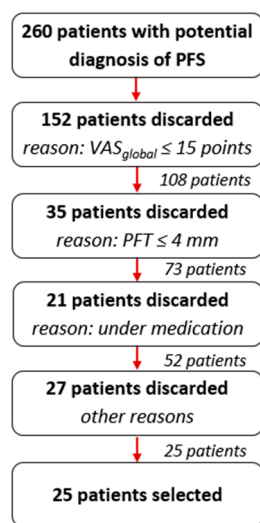 260 patients with potential
diagnosis of PFS
152 patients discarded
reason: VASglobal ≤ 15 points
108 patients
35 patients discarded
reason: PFT ≤ 4 mm
73 patients
21 patients discarded
reason: under medication
52 patients
27 patients discarded
other reasons
25 patients
25 patients selected